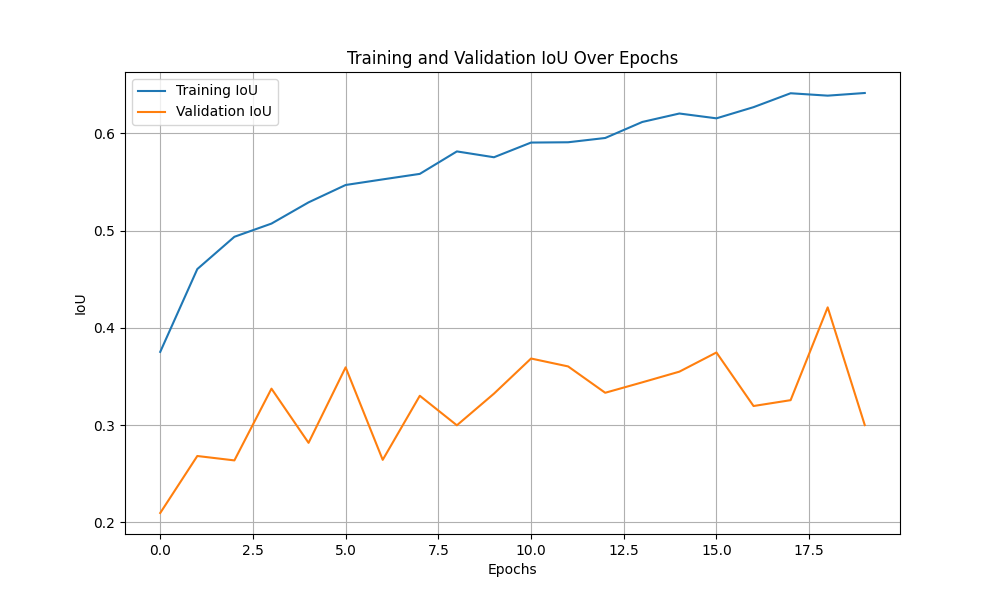 Training and Validation IoU Over Epochs
Training IoU
Validation IoU
IoU
0.6
0.5
0.4
0.3
0.2
0.0 2.5 5.0 7.5 10.0 12.5 15.0 17.5
Epochs